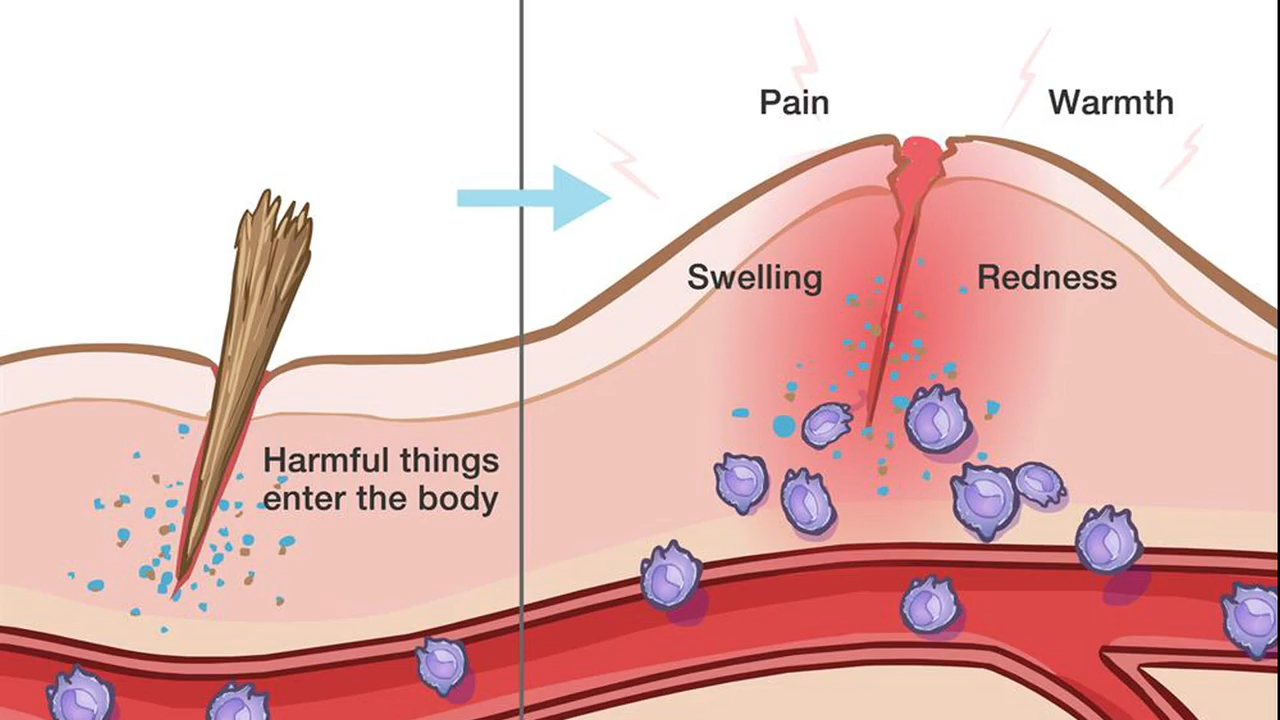 Harmful things
enter the body
Pain
Warmth
Swelling
Redness